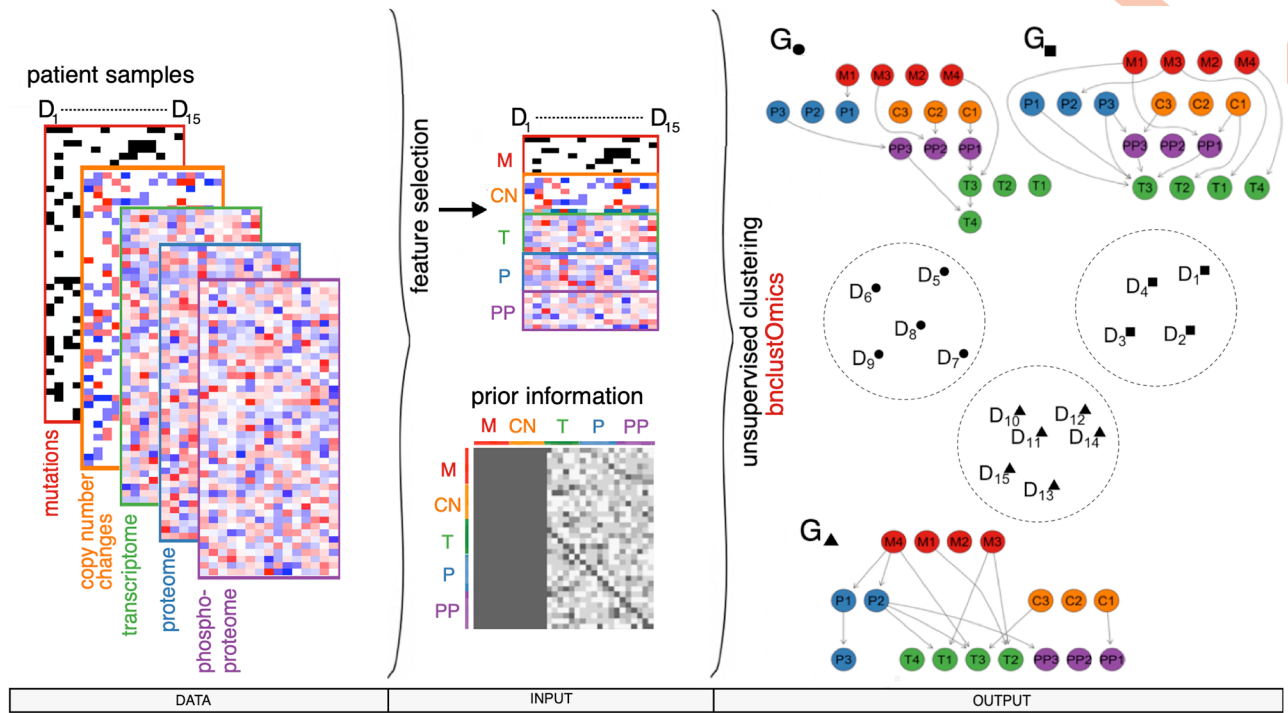 patient samples
D1 D15
mutations
copy number
changes
transcriptome
proteome
phospho-
proteome
feature selection
D1 D15
M
CN
T
P
PP
prior information
M CN T P PP
M
CN
T
P
PP
unsupervised clustering
bnclustOmics
G
M1 M3 M2 M4
P3 P2 P1 C3 C2 C1
PP3 PP2 PP1
T3 T2 T1
T4
G
M1 M3 M2 M4
P1 P2 P3 C3 C2 C1
PP3 PP2 PP1
T3 T2 T1 T4
D5
D6
D8
D9 D7
D1
D4
D3 D2
D10 D12
D11 D14
D15
D13
G
M4 M1 M2 M3
P1 P2 C3 C2 C1
P3 T4 T1 T3 T2 PP3 PP2 PP1
DATA INPUT OUTPUT